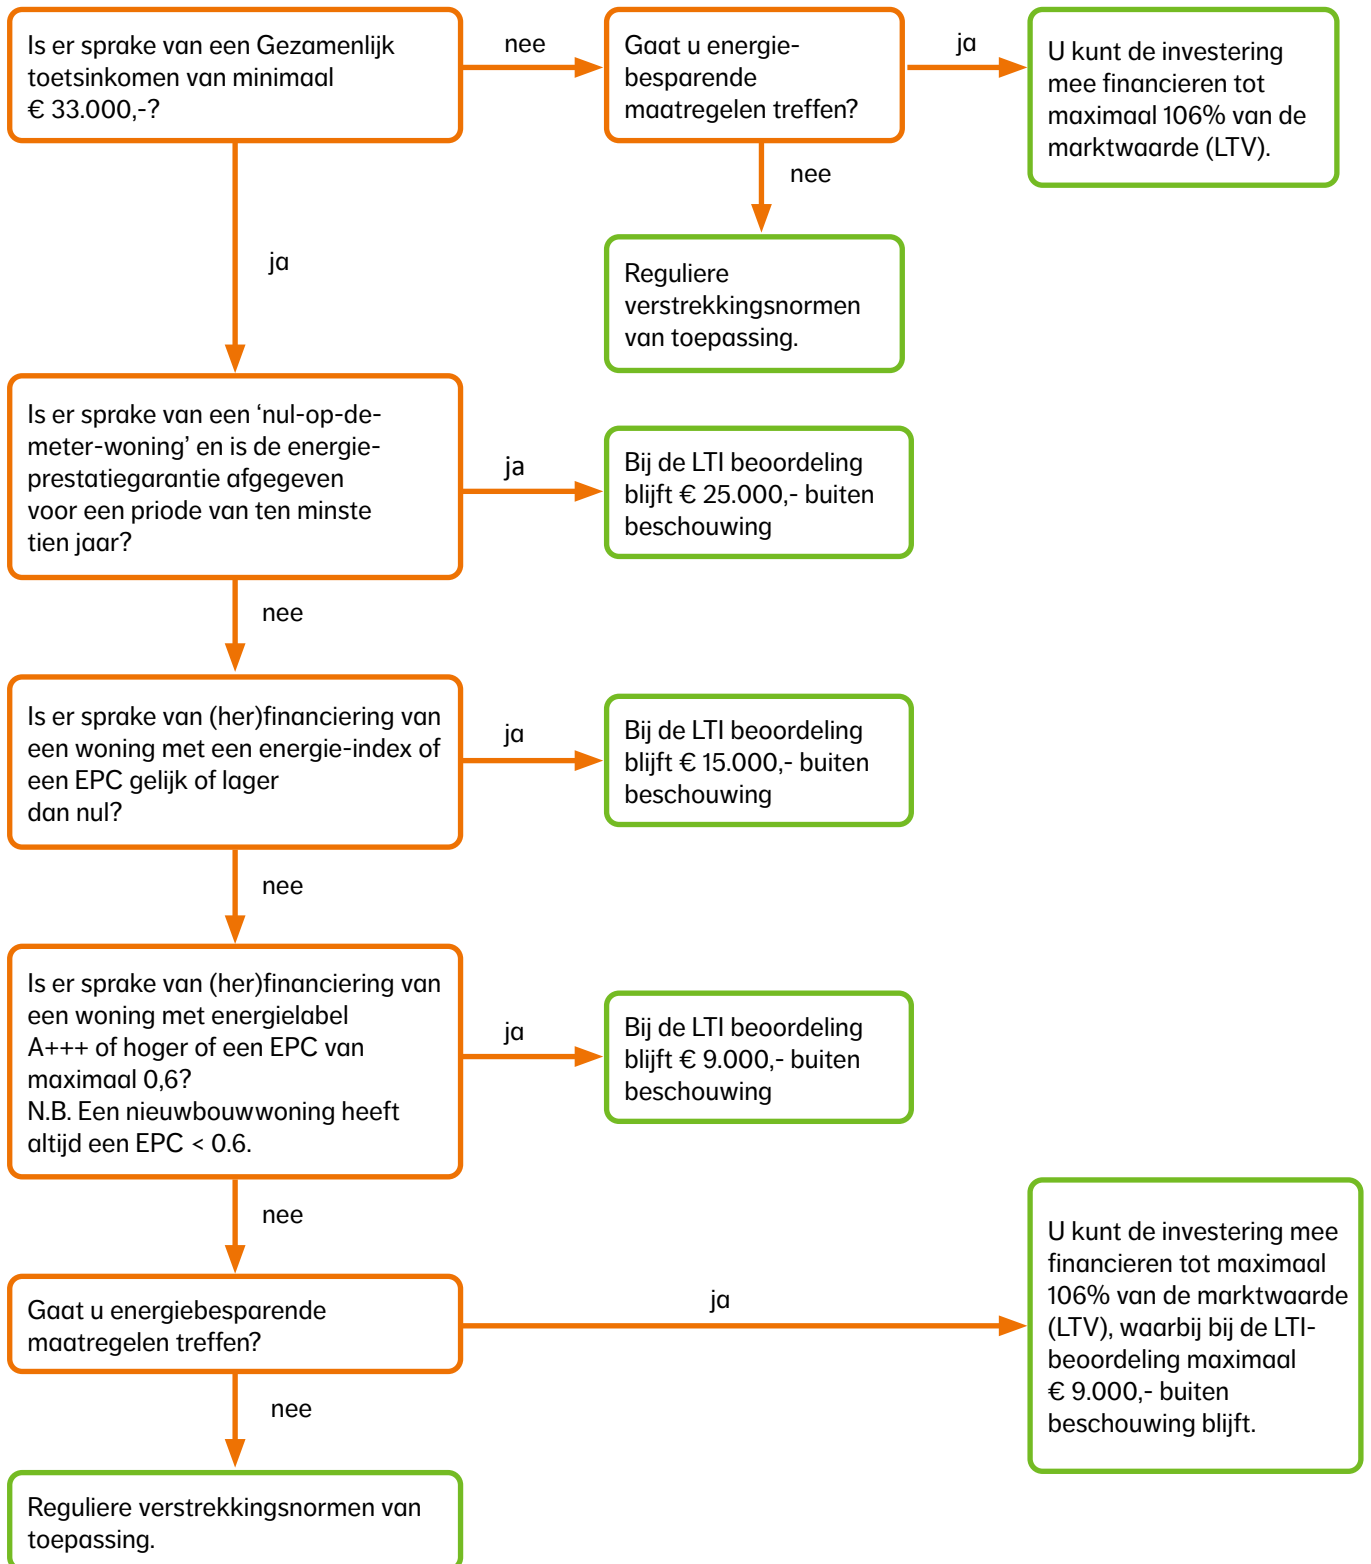 Is er sprake van een Gezamenlijk
toetsinkomen van minimaal
€ 33.000,-?
nee
Gaat u energie-
besparende
maatregelen treffen?
ja
U kunt de investering
mee financieren tot
maximaal 106% van de
marktwaarde (LTV).
nee
Reguliere
verstrekkingsnormen
van toepassing.
ja
Is er sprake van een ‘nul-op-de-
meter-woning’ en is de energie-
prestatiegarantie afgegeven
voor een priode van ten minste
tien jaar?
ja
Bij de LTI beoordeling
blijft € 25.000,- buiten
beschouwing
nee
Is er sprake van (her)financiering van
een woning met een energie-index of
een EPC gelijk of lager
dan nul?
ja
Bij de LTI beoordeling
blijft € 15.000,- buiten
beschouwing
nee
Is er sprake van (her)financiering van
een woning met energielabel
A+++ of hoger of een EPC van
maximaal 0,6?
N.B. Een nieuwbouwwoning heeft
altijd een EPC < 0.6.
ja
Bij de LTI beoordeling
blijft € 9.000,- buiten
beschouwing
nee
Gaat u energiebesparende
maatregelen treffen?
ja
U kunt de investering mee
financieren tot maximaal
106% van de marktwaarde
(LTV), waarbij bij de LTI-
beoordeling maximaal
€ 9.000,- buiten
beschouwing blijft.
nee
Reguliere verstrekkingsnormen van
toepassing.